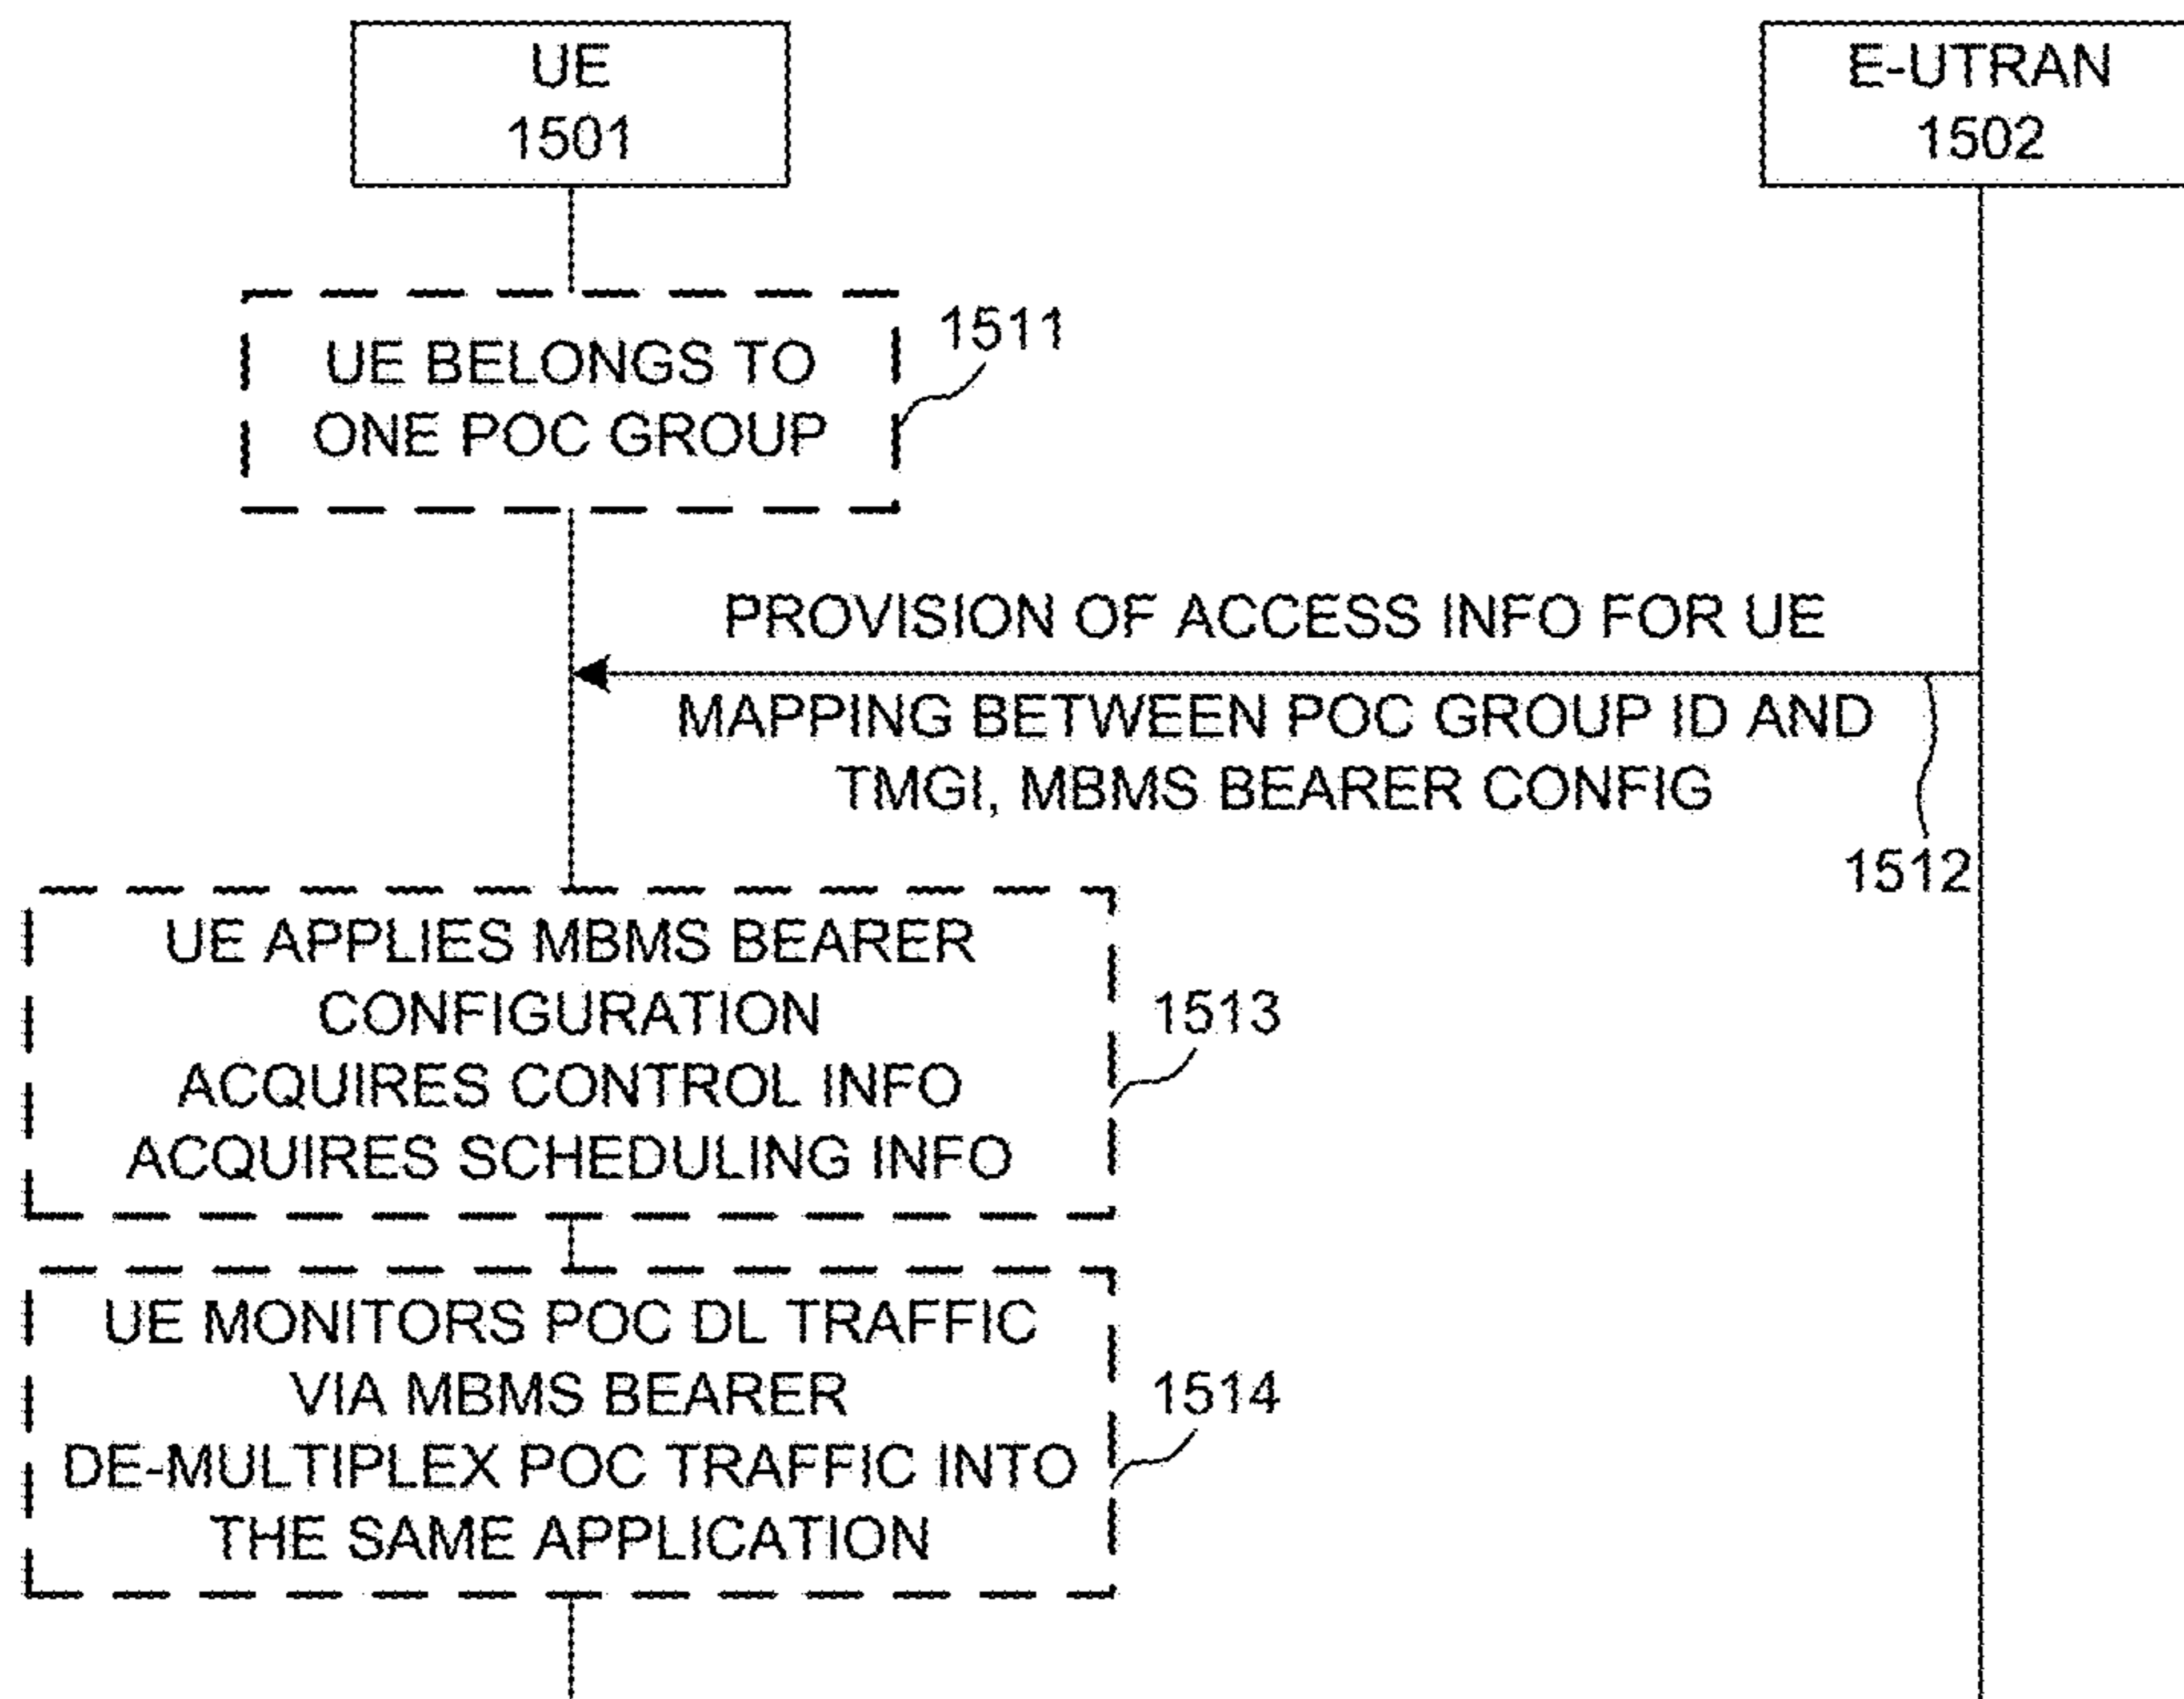 UE
1501
E-UTRAN
1502
UE BELONGS TO
ONE POC GROUP
1511
PROVISION OF ACCESS INFO FOR UE
MAPPING BETWEEN POC GROUP ID AND
TMGI, MBMS BEARER CONFIG
1512
UE APPLIES MBMS BEARER
CONFIGURATION
ACQUIRES CONTROL INFO
ACQUIRES SCHEDULING INFO
1513
UE MONITORS POC DL TRAFFIC
VIA MBMS BEARER
DE-MULTIPLEX POC TRAFFIC INTO
THE SAME APPLICATION
1514